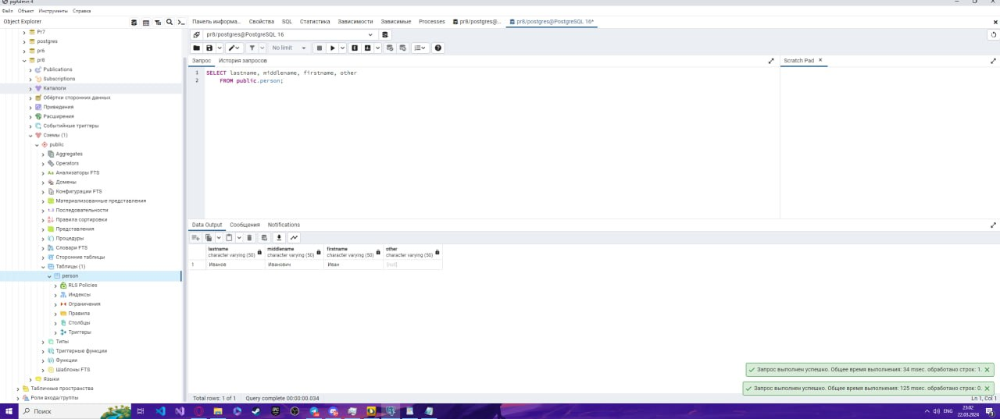 pgAdmin 4
Файл Объект Инструменты Справка
Object Explorer
Панель информа... Свойства SQL Статистика Зависимости Зависимые Processes pr8/postgres@... pr8/postgres@PostgreSQL 16*
Pr7
postgres
pr6
pr8
Publications
Subscriptions
Каталоги
Обёртки сторонних данных
Приведения
Расширения
Событийные триггеры
Схемы (1)
public
Aggregates
Operators
Анализаторы FTS
Домены
Конфигурации FTS
Материализованные представления
Последовательности
Правила сортировки
Представления
Процедуры
Словари FTS
Сторонние таблицы
Таблицы (1)
person
RLS Policies
Индексы
Ограничения
Правила
Столбцы
Триггеры
Типы
Триггерные функции
Функции
Шаблоны FTS
Языки
Табличные пространства
Роли входа/группы
pr8/postgres@PostgreSQL 16
No limit
Запрос История запросов
Scratch Pad
1 SELECT lastname, middlename, firstname, other
2 FROM public.person;
Data Output Сообщения Notifications
lastname middlename firstname other
character varying (50) character varying (50) character varying (50) character varying (50)
1 Иванов Иванович Иван [null]
Запрос выполнен успешно. Общее время выполнения: 34 msec. обработано строк: 1.
Запрос выполнен успешно. Общее время выполнения: 125 msec. обработано строк: 0.
Total rows: 1 of 1 Query complete 00:00:00.034
Ln 1, Col 1
Поиск
ENG
23:02
22.03.2024